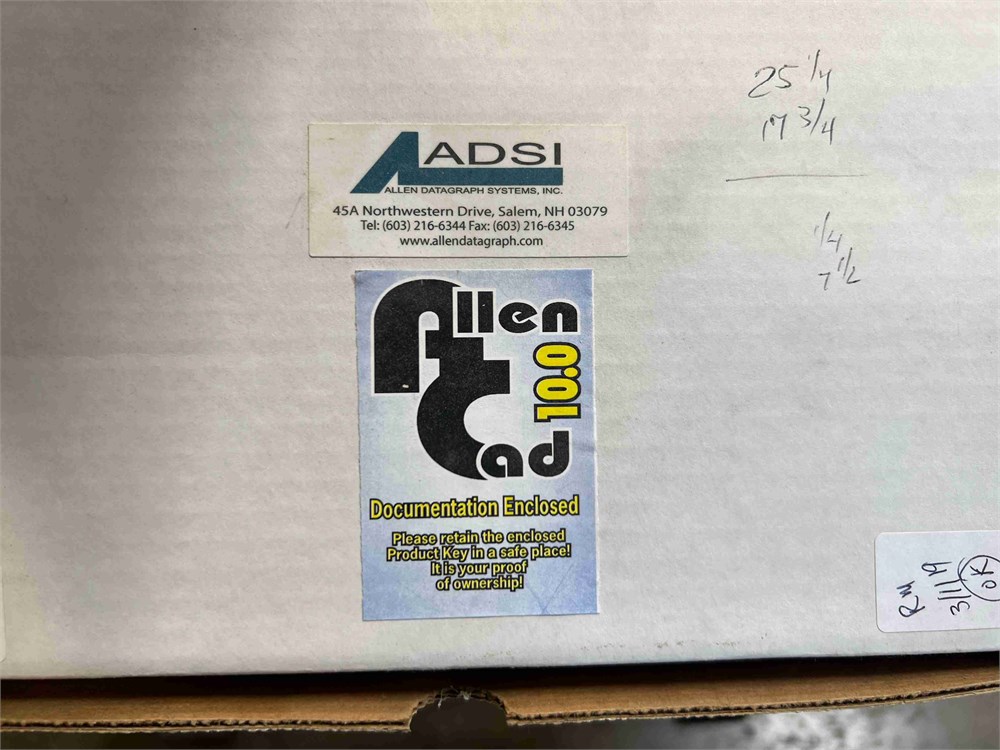 25 1/4
17 3/4
1/4
7 1/2
ADSI
ALLEN DATAGRAPH SYSTEMS, INC.
45A Northwestern Drive, Salem, NH 03079
Tel: (603) 216-6344 Fax: (603) 216-6345
www.allendatagraph.com
Allen
Cad
10.0
Documentation Enclosed
Please retain the enclosed
Product Key in a safe place!
It is your proof
of ownership!
OK